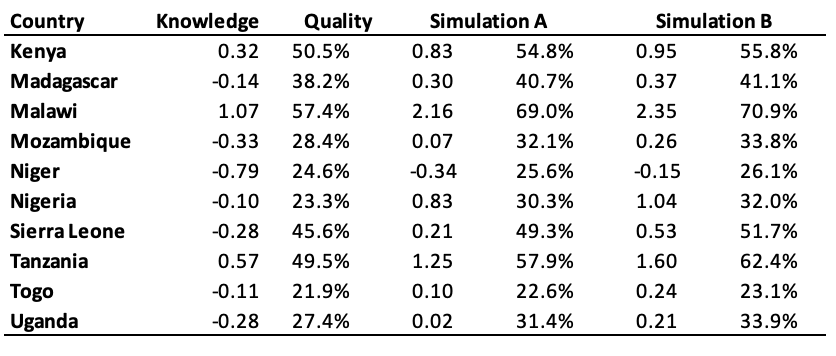 Country Knowledge Quality Simulation A Simulation B
Kenya 0.32 50.5% 0.83 54.8% 0.95 55.8%
Madagascar -0.14 38.2% 0.30 40.7% 0.37 41.1%
Malawi 1.07 57.4% 2.16 69.0% 2.35 70.9%
Mozambique -0.33 28.4% 0.07 32.1% 0.26 33.8%
Niger -0.79 24.6% -0.34 25.6% -0.15 26.1%
Nigeria -0.10 23.3% 0.83 30.3% 1.04 32.0%
Sierra Leone -0.28 45.6% 0.21 49.3% 0.53 51.7%
Tanzania 0.57 49.5% 1.25 57.9% 1.60 62.4%
Togo -0.11 21.9% 0.10 22.6% 0.24 23.1%
Uganda -0.28 27.4% 0.02 31.4% 0.21 33.9%